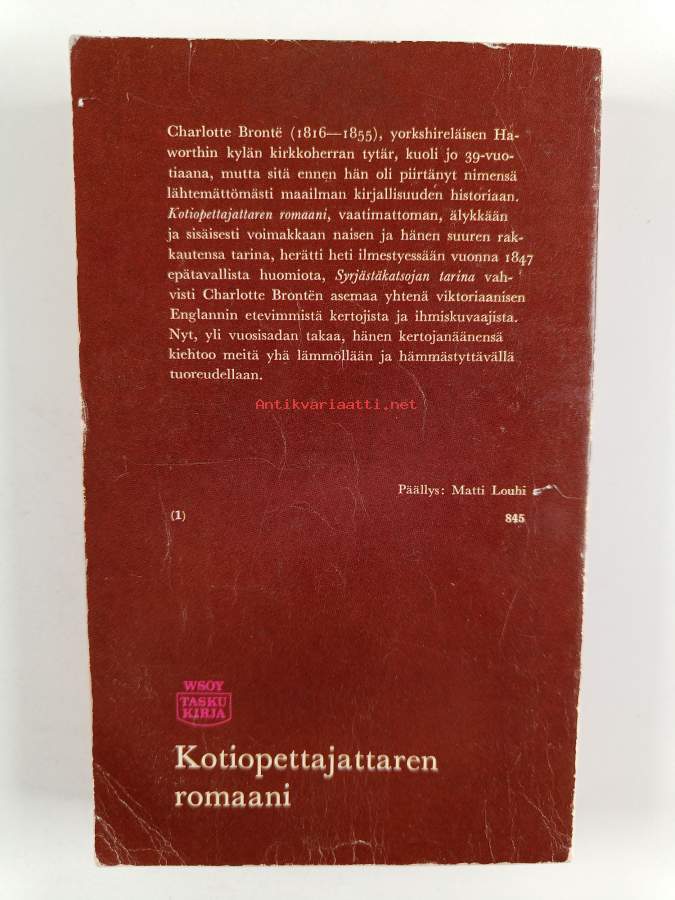 Charlotte Brontë (1816—1855), yorkshireläisen Ha-
worthin kylän kirkkoherran tytär, kuoli jo 39-vuo-
tiaana, mutta sitä ennen hän oli piirtänyt nimensä
lähtemättömästi maailman kirjallisuuden historiaan.
Kotiopettajattaren romaani, vaatimattoman, älykkään
ja sisäisesti voimakkaan naisen ja hänen suuren rak-
kautensa tarina, herätti heti ilmestyessään vuonna 1847
epätavallista huomiota, Syrjästäkatsojan tarina vah-
visti Charlotte Brontën asemaa yhtenä viktoriaanisen
Englannin etevimmistä kertojista ja ihmiskuvaajista.
Nyt, yli vuosisadan takaa, hänen kertojanäänensä
kiehtoo meitä yhä lämmöllään ja hämmästyttävällä
tuoreudellaan.
Antikvariaatti.net
Päällys: Matti Louhi
(1) 845
WSOY
TASKU
KIRJA
Kotiopettajattaren
romaani